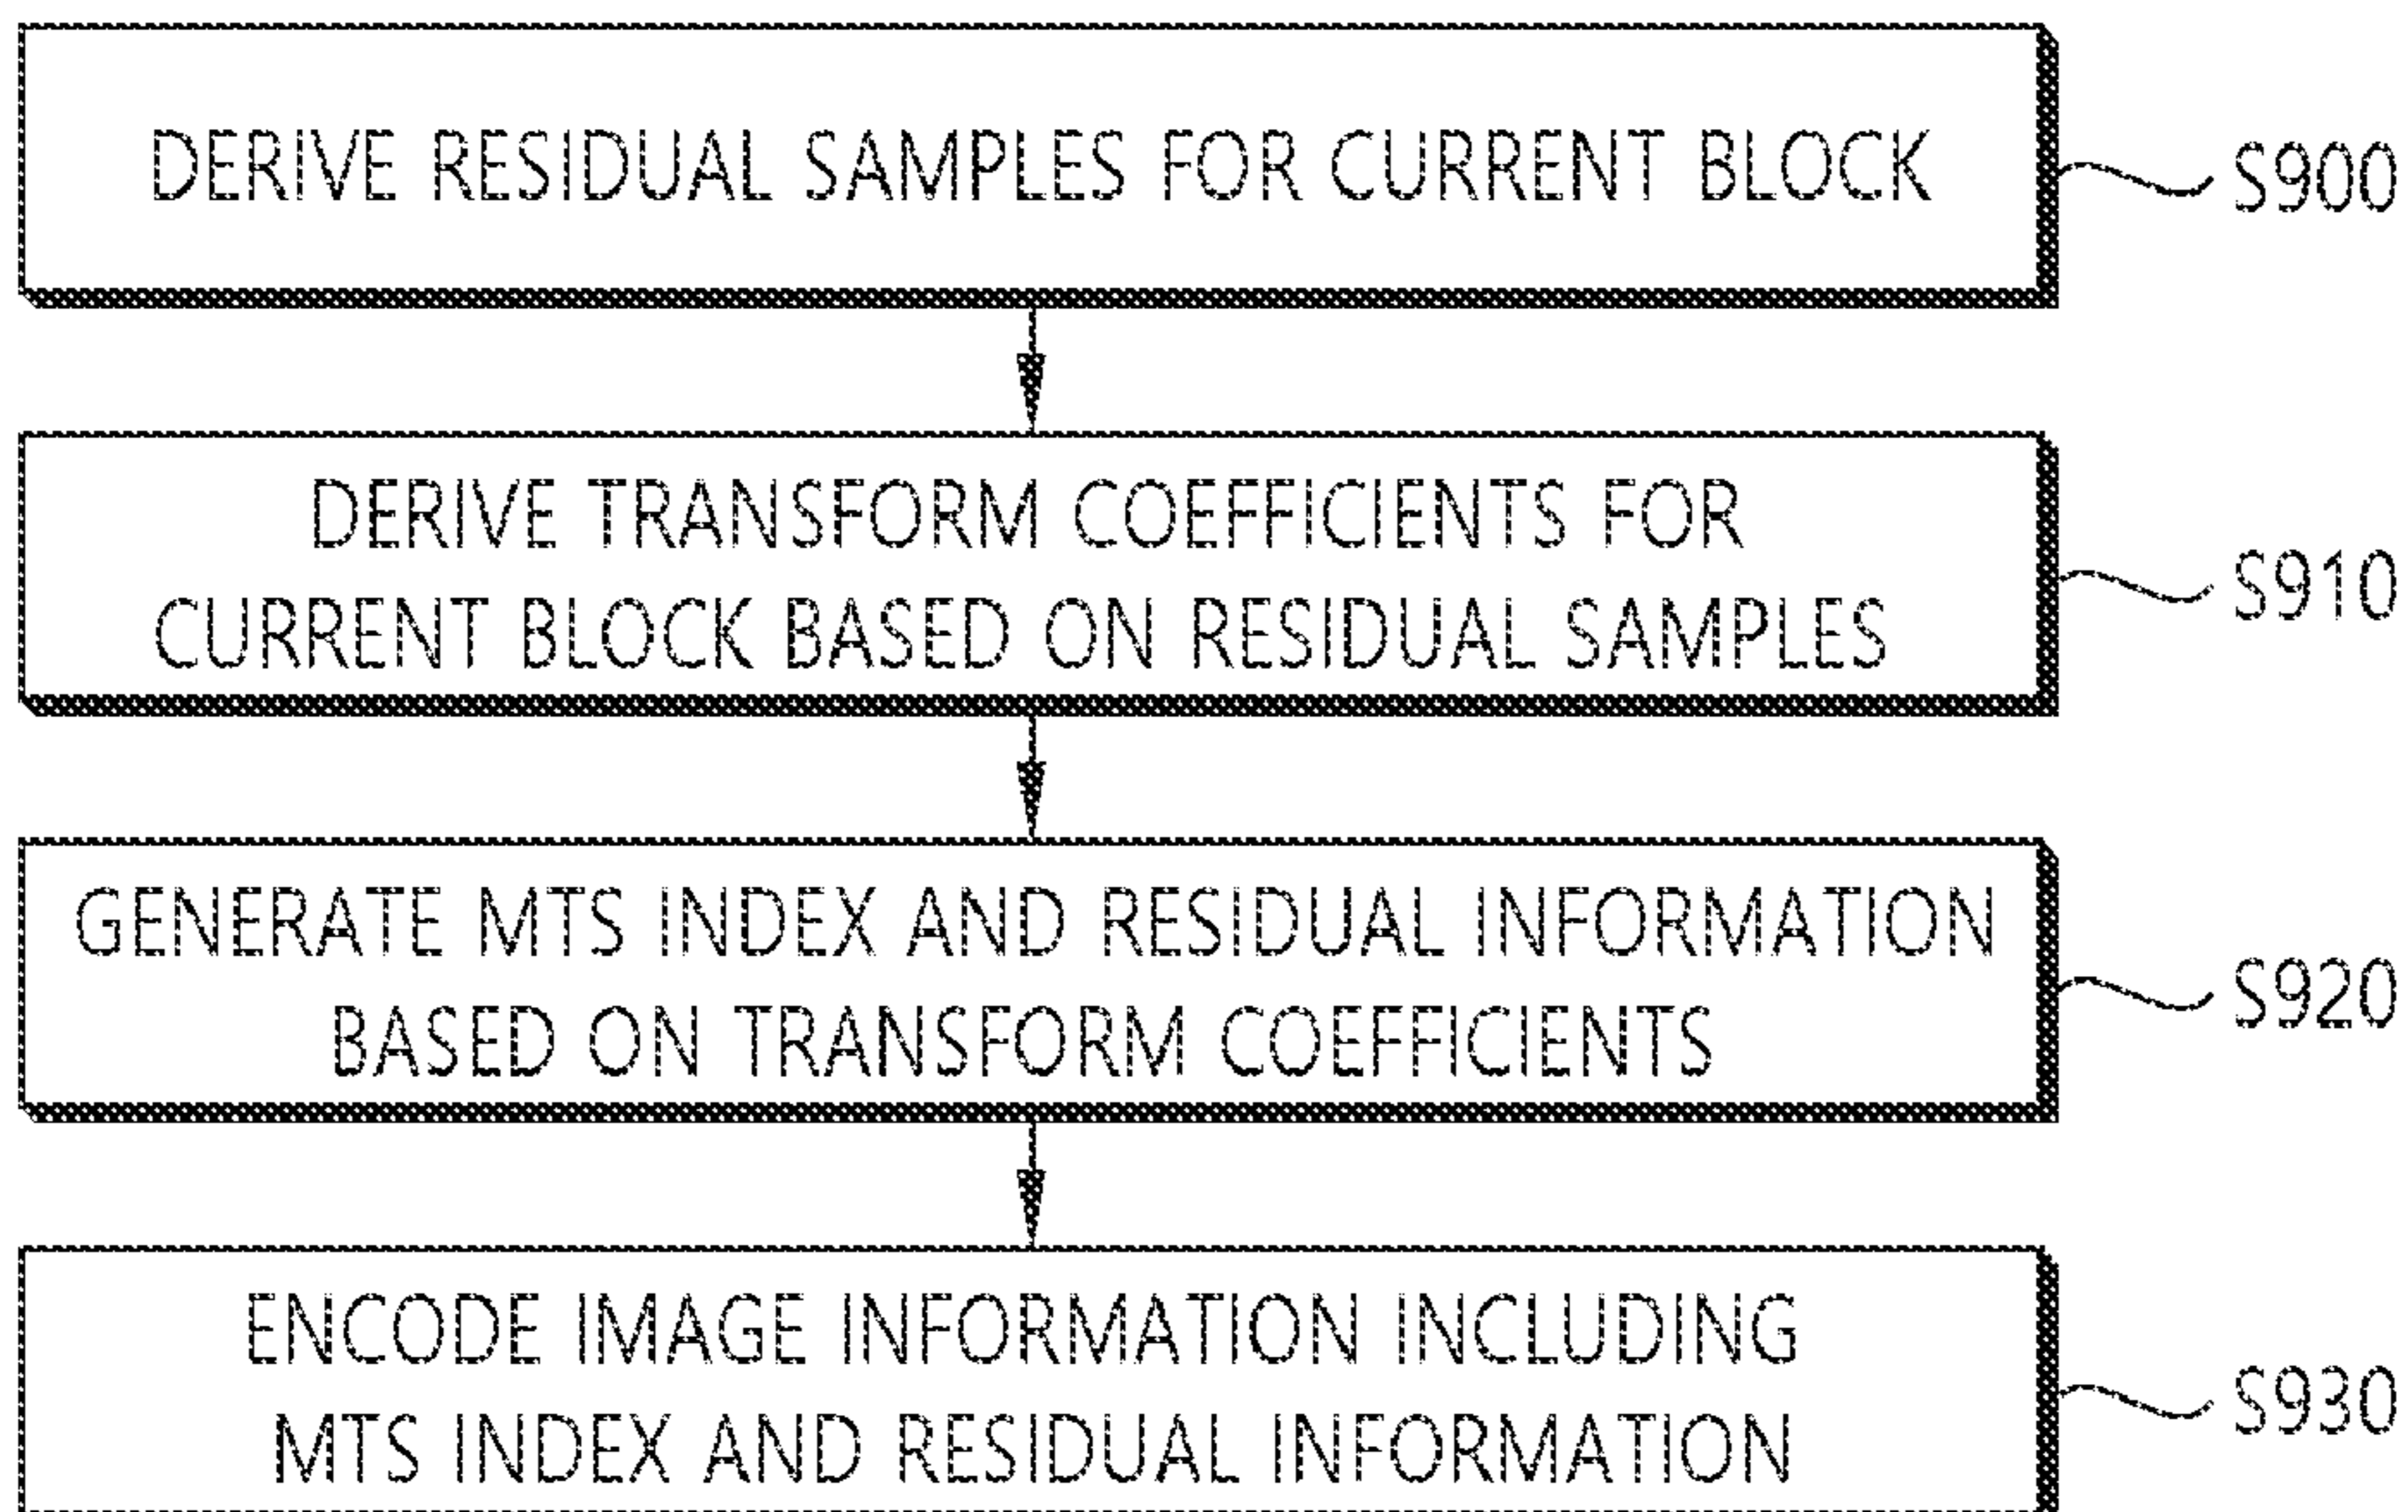 DERIVE RESIDUAL SAMPLES FOR CURRENT BLOCK
S900
DERIVE TRANSFORM COEFFICIENTS FOR
CURRENT BLOCK BASED ON RESIDUAL SAMPLES
S910
GENERATE MTS INDEX AND RESIDUAL INFORMATION
BASED ON TRANSFORM COEFFICIENTS
S920
ENCODE IMAGE INFORMATION INCLUDING
MTS INDEX AND RESIDUAL INFORMATION
S930